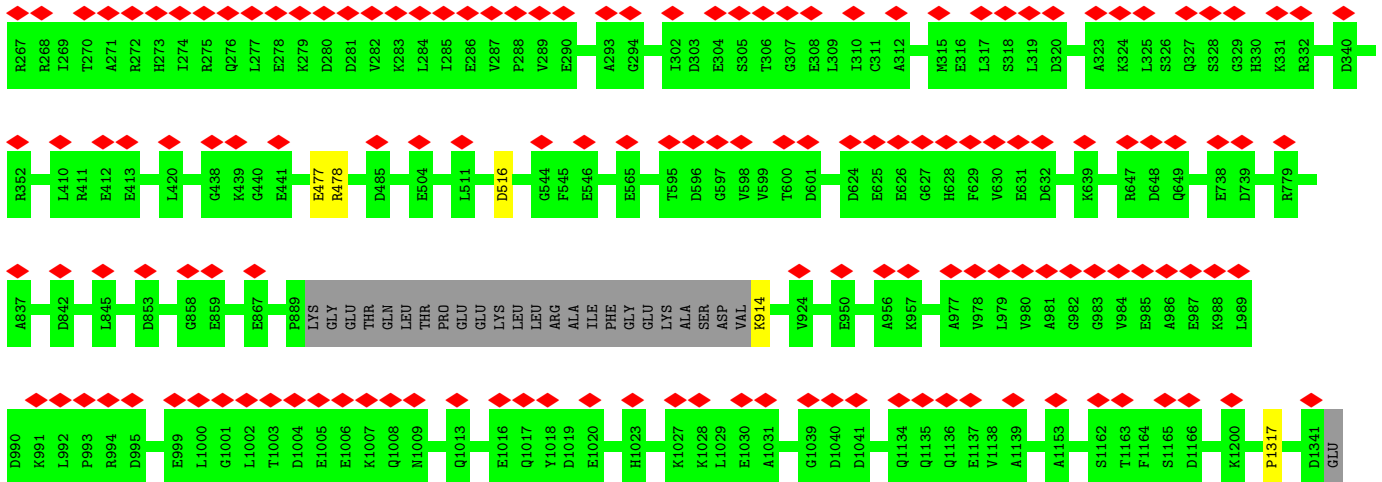 R267 R268 I269 T270 A271 R272 H273 I274 R275 Q276 L277 E278 K279 D280 D281 V282 K283 L284 I285 E286 V287 P288 V289 E290 A293 G294 I302 D303 E304 S305 T306 G307 E308 L309 I310 C311 A312 M315 E316 L317 S318 L319 D320 A323 K324 L325 S326 Q327 S328 G329 H330 K331 R332 D340
R352 L410 R411 E412 E413 L420 G438 K439 G440 E441 E477 R478 D485 E504 L511 D516 G544 F545 E546 E565 T595 D596 G597 V598 V599 T600 D601 D624 E625 E626 G627 H628 F629 V630 E631 D632 K639 R647 D648 Q649 E738 D739 R779
A837 D842 L845 D853 G858 E859 E867 P889 LYS GLY GLU THR GLN LEU THR PRO GLU GLU LYS LEU LEU ARG ALA ILE PHE GLY GLU LYS ALA SER ASP VAL K914 V924 E950 A956 K957 A977 V978 L979 V980 A981 G982 G983 V984 E985 A986 E987 K988 L989
D990 K991 L992 P993 R994 D995 E999 L1000 G1001 L1002 T1003 D1004 E1005 E1006 K1007 Q1008 N1009 Q1013 E1016 Q1017 Y1018 D1019 E1020 H1023 K1027 K1028 L1029 E1030 A1031 G1039 D1040 D1041 Q1134 Q1135 Q1136 E1137 V1138 A1139 A1153 S1162 T1163 F1164 S1165 D1166 K1200 P1317 D1341 GLU